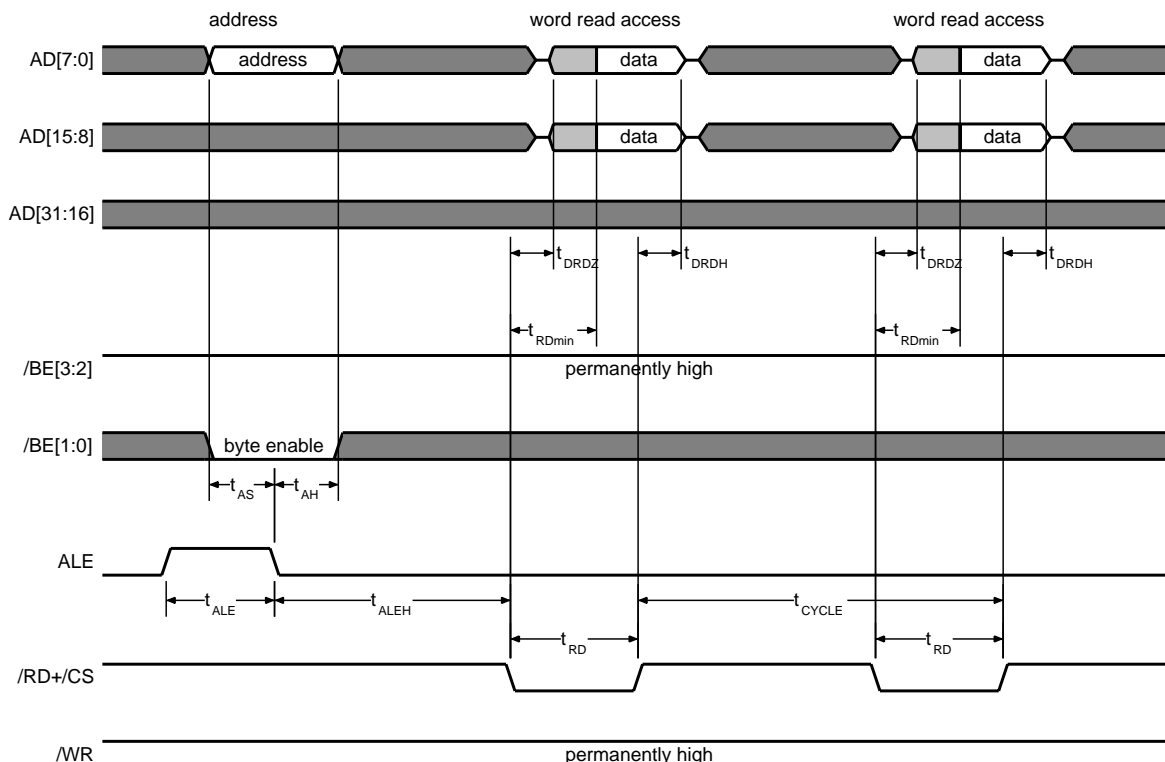 address word read access word read access
AD[7:0] address data data
AD[15:8] data data
AD[31:16]
tDRDZ tDRDH tDRDZ tDRDH
tRDmin tRDmin
/BE[3:2] permanently high
/BE[1:0] byte enable
tAS tAH
ALE
tALE tALEH tCYCLE
tRD tRD
/RD+/CS
/WR permanently high